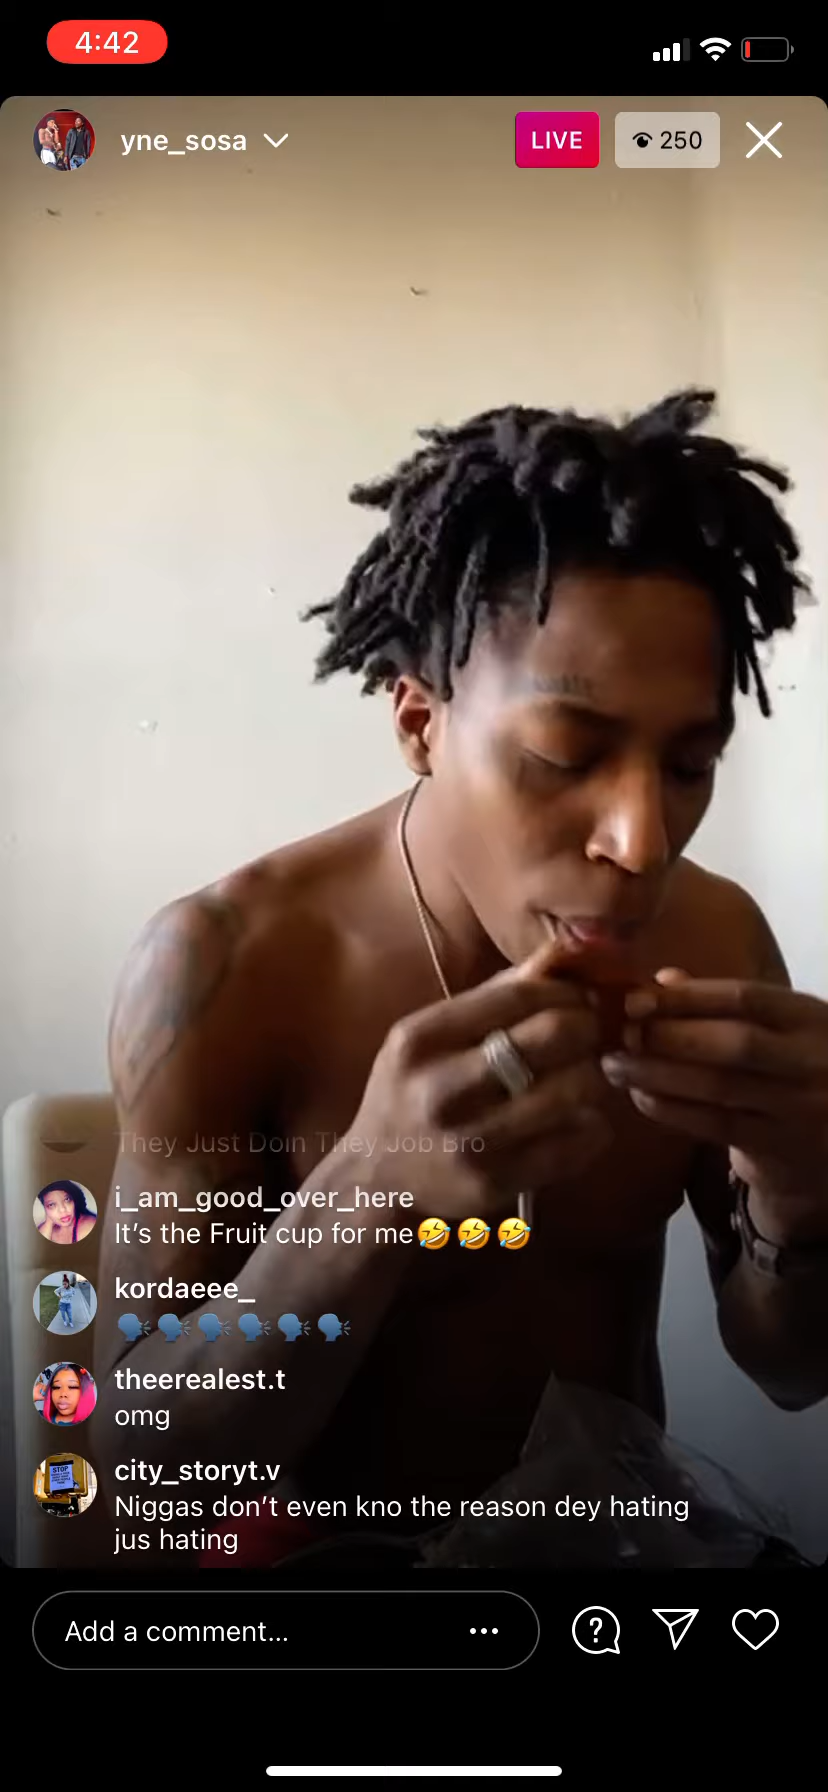 4:42
yne_sosa
LIVE
250
They Just Doin They Job Bro
i_am_good_over_here
It's the Fruit cup for me🤣🤣🤣
kordaeee_
🗣🗣🗣🗣🗣🗣
theerealest.t
omg
STOP
city_storyt.v
Niggas don't even kno the reason dey hating
jus hating
Add a comment...